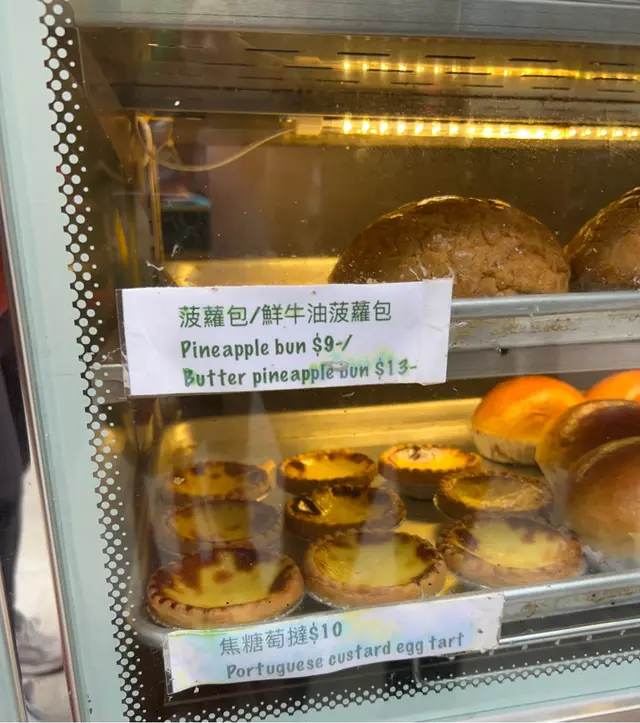 菠蘿包/鮮牛油菠蘿包
Pineapple bun $9-/
Butter pineapple bun $13-
焦糖萄撻$10
Portuguese custard egg tart